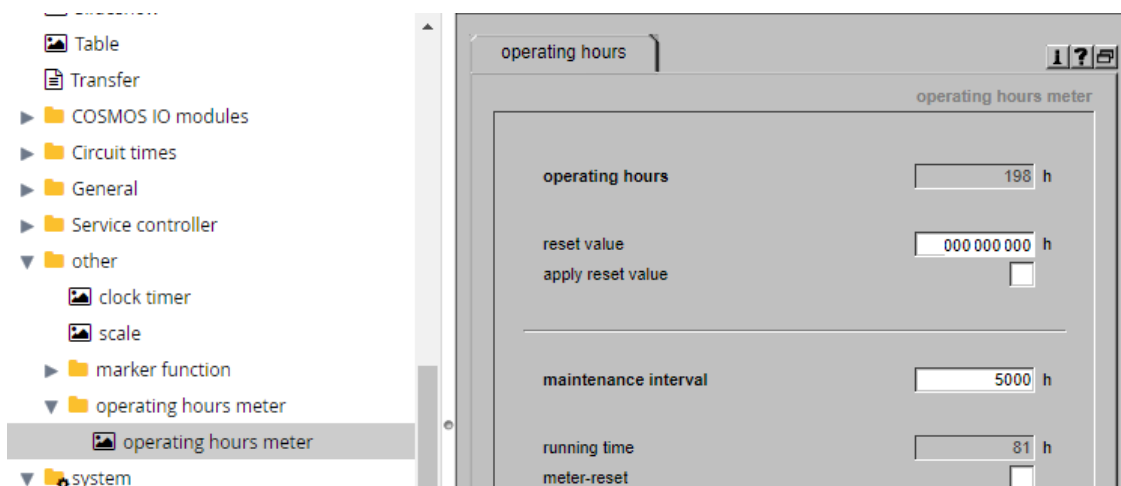 Table
Transfer
COSMOS IO modules
Circuit times
General
Service controller
other
clock timer
scale
marker function
operating hours meter
operating hours meter
system
operating hours
operating hours meter
operating hours 198 h
reset value 000 000 000 h
apply reset value
maintenance interval 5000 h
running time 81 h
meter-reset